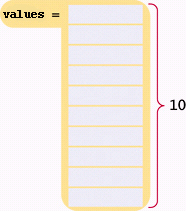 values =
10